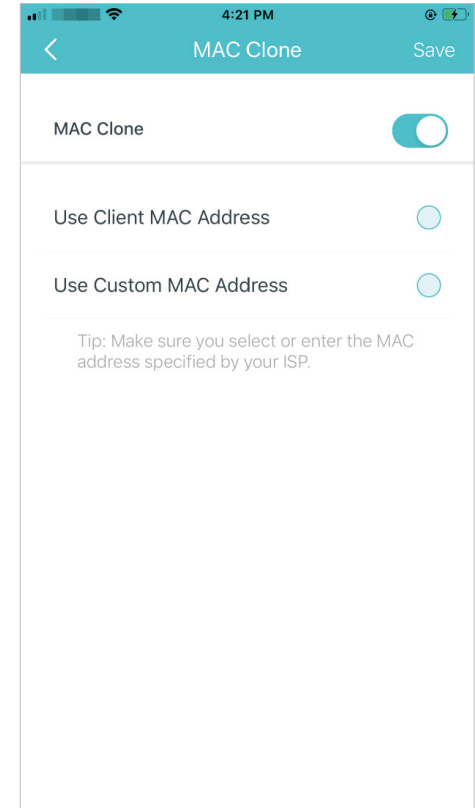 4:21 PM
MAC Clone
Save
MAC Clone
Use Client MAC Address
Use Custom MAC Address
Tip: Make sure you select or enter the MAC
address specified by your ISP.